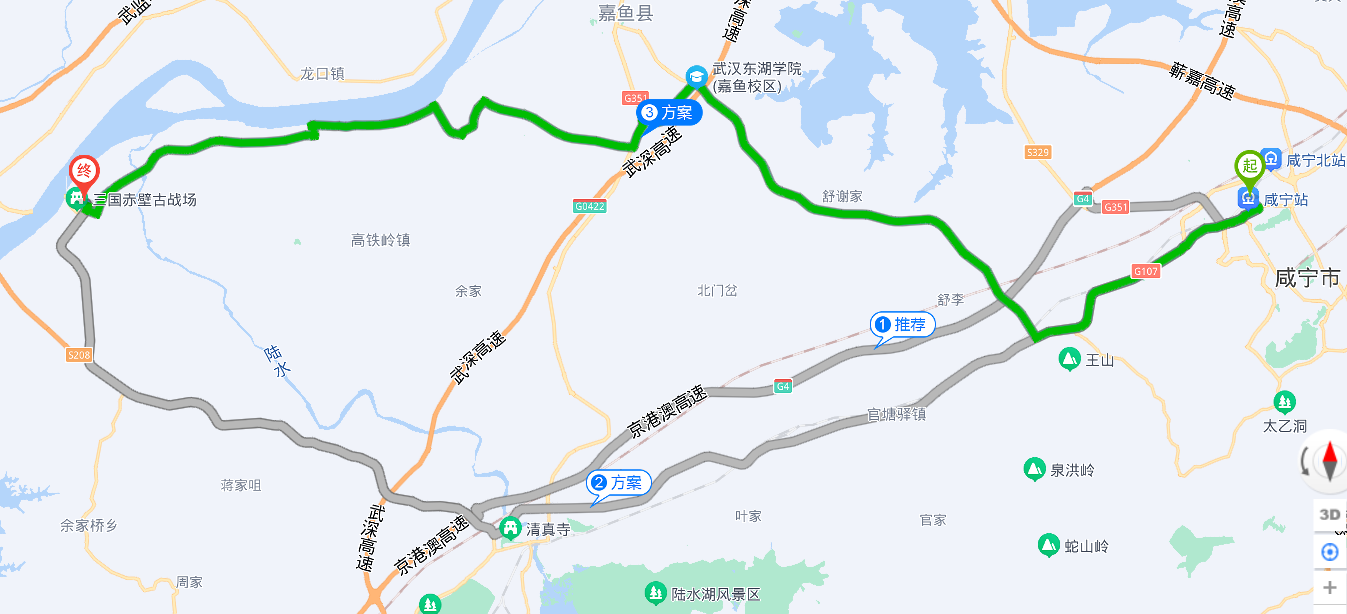 武监
嘉鱼县
深高速
高速
龙口镇
武汉东湖学院
(嘉鱼校区)
蕲嘉高速
G351
3 方案
武深高速
S329
起
咸宁北站
终
三国赤壁古战场
舒谢家
G4
G351
咸宁站
G0422
高铁岭镇
G107
咸宁市
余家
北门岔
舒李
1 推荐
陆水
武深高速
S208
王山
G4
京港澳高速
官塘驿镇
太乙洞
泉洪岭
2 方案
蒋家咀
余家桥乡
武深高速
京港澳高速
清真寺
叶家
官家
3D
蛇山岭
周家
陆水湖风景区